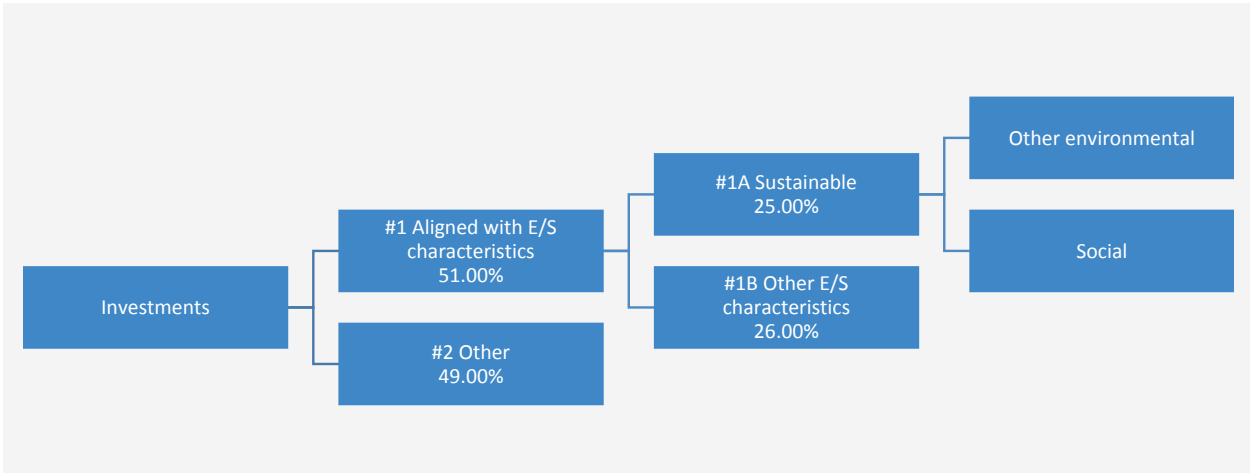 Investments
#1 Aligned with E/S
characteristics
51.00%
#2 Other
49.00%
#1A Sustainable
25.00%
#1B Other E/S
characteristics
26.00%
Other environmental
Social